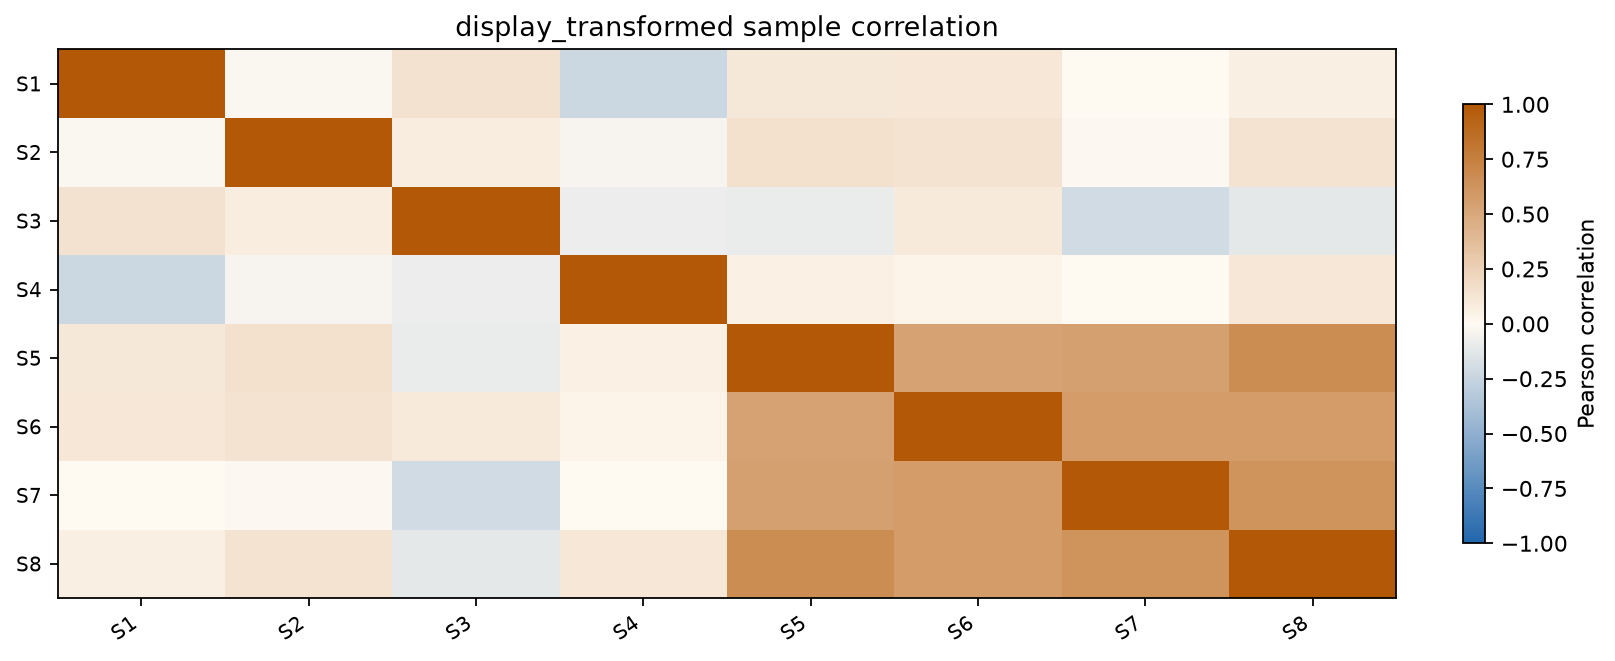 display_transformed sample correlation
S1
S2
S3
S4
S5
S6
S7
S8
S1 S2 S3 S4 S5 S6 S7 S8
1.00
0.75
0.50
0.25
0.00
−0.25
−0.50
−0.75
−1.00
Pearson correlation